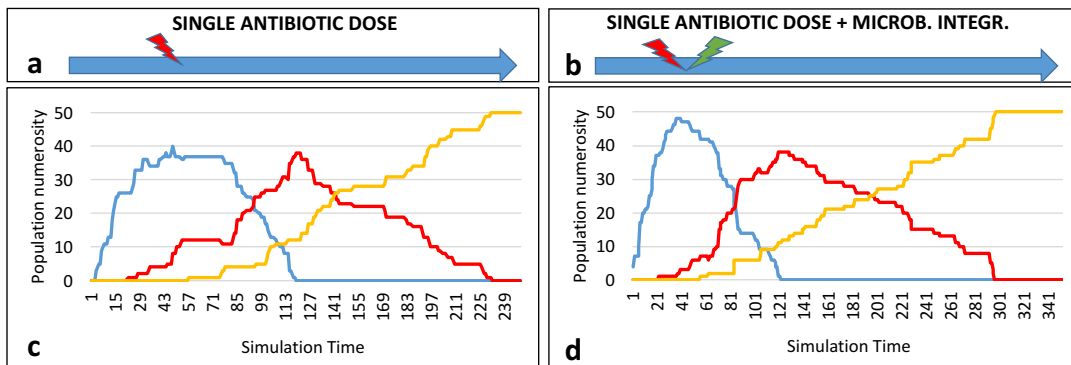 SINGLE ANTIBIOTIC DOSE
a
SINGLE ANTIBIOTIC DOSE + MICROB. INTEGR.
b
Population numerosity
50
40
30
20
10
0
1 15 29 43 57 71 85 99 113 127 141 155 169 183 197 211 225 239
Simulation Time
c
Population numerosity
50
40
30
20
10
0
1 21 41 61 81 101 121 141 161 181 201 221 241 261 281 301 321 341
Simulation Time
d